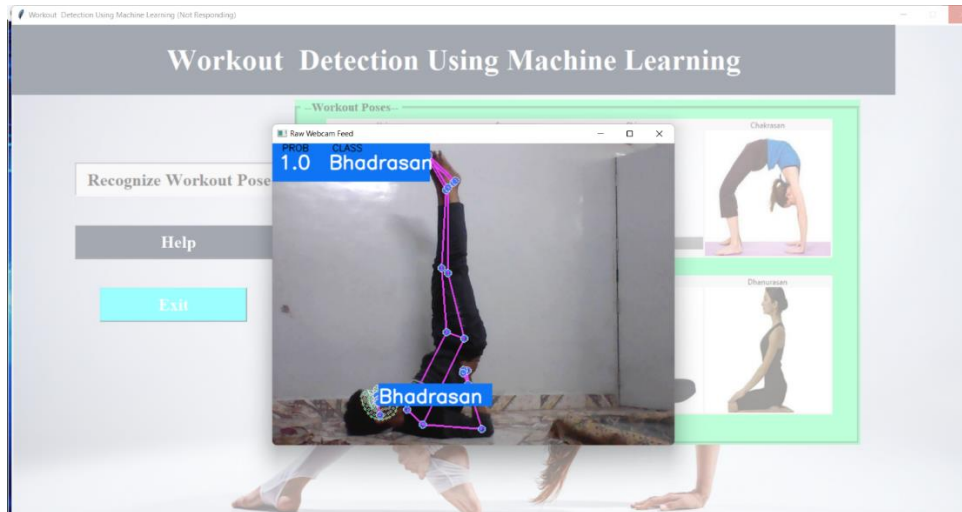 Workout Detection Using Machine Learning (Not Responding)
Workout Detection Using Machine Learning
--Workout Poses--
Chakrasan
Raw Webcam Feed
PROB CLASS
1.0 Bhadrasan
Recognize Workout Pose
Help
Exit
Dhanurasan
Bhadrasan